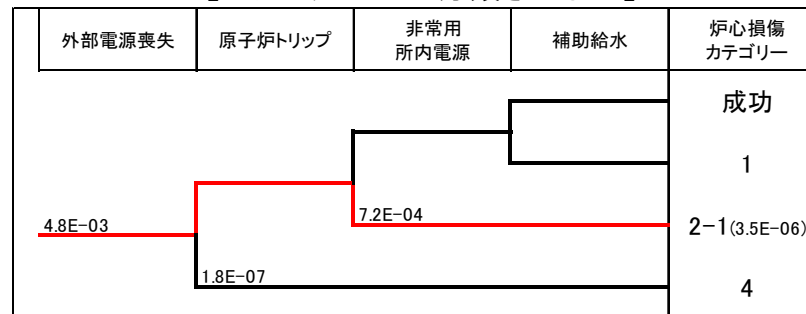 外部電源喪失
原子炉トリップ
非常用
所内電源
補助給水
炉心損傷
カテゴリー
成功
1
4.8E-03
7.2E-04
2-1(3.5E-06)
1.8E-07
4